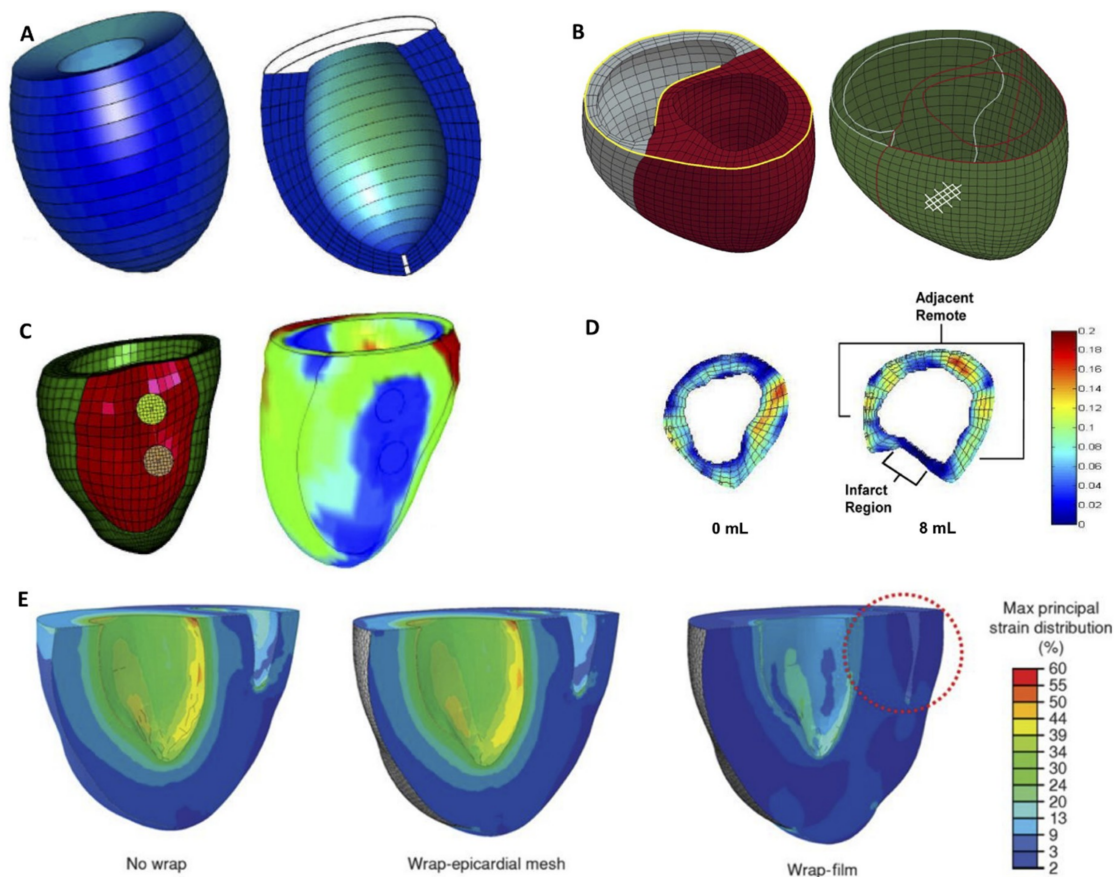 A
B
C
D
Adjacent
Remote
0.2
0.18
0.16
0.14
0.12
0.1
0.08
0.06
0.04
0.02
0
Infarct
Region
0 mL
8 mL
E
Max principal
strain distribution
(%)
60
55
50
44
39
34
30
24
20
13
9
3
2
No wrap
Wrap-epicardial mesh
Wrap-film